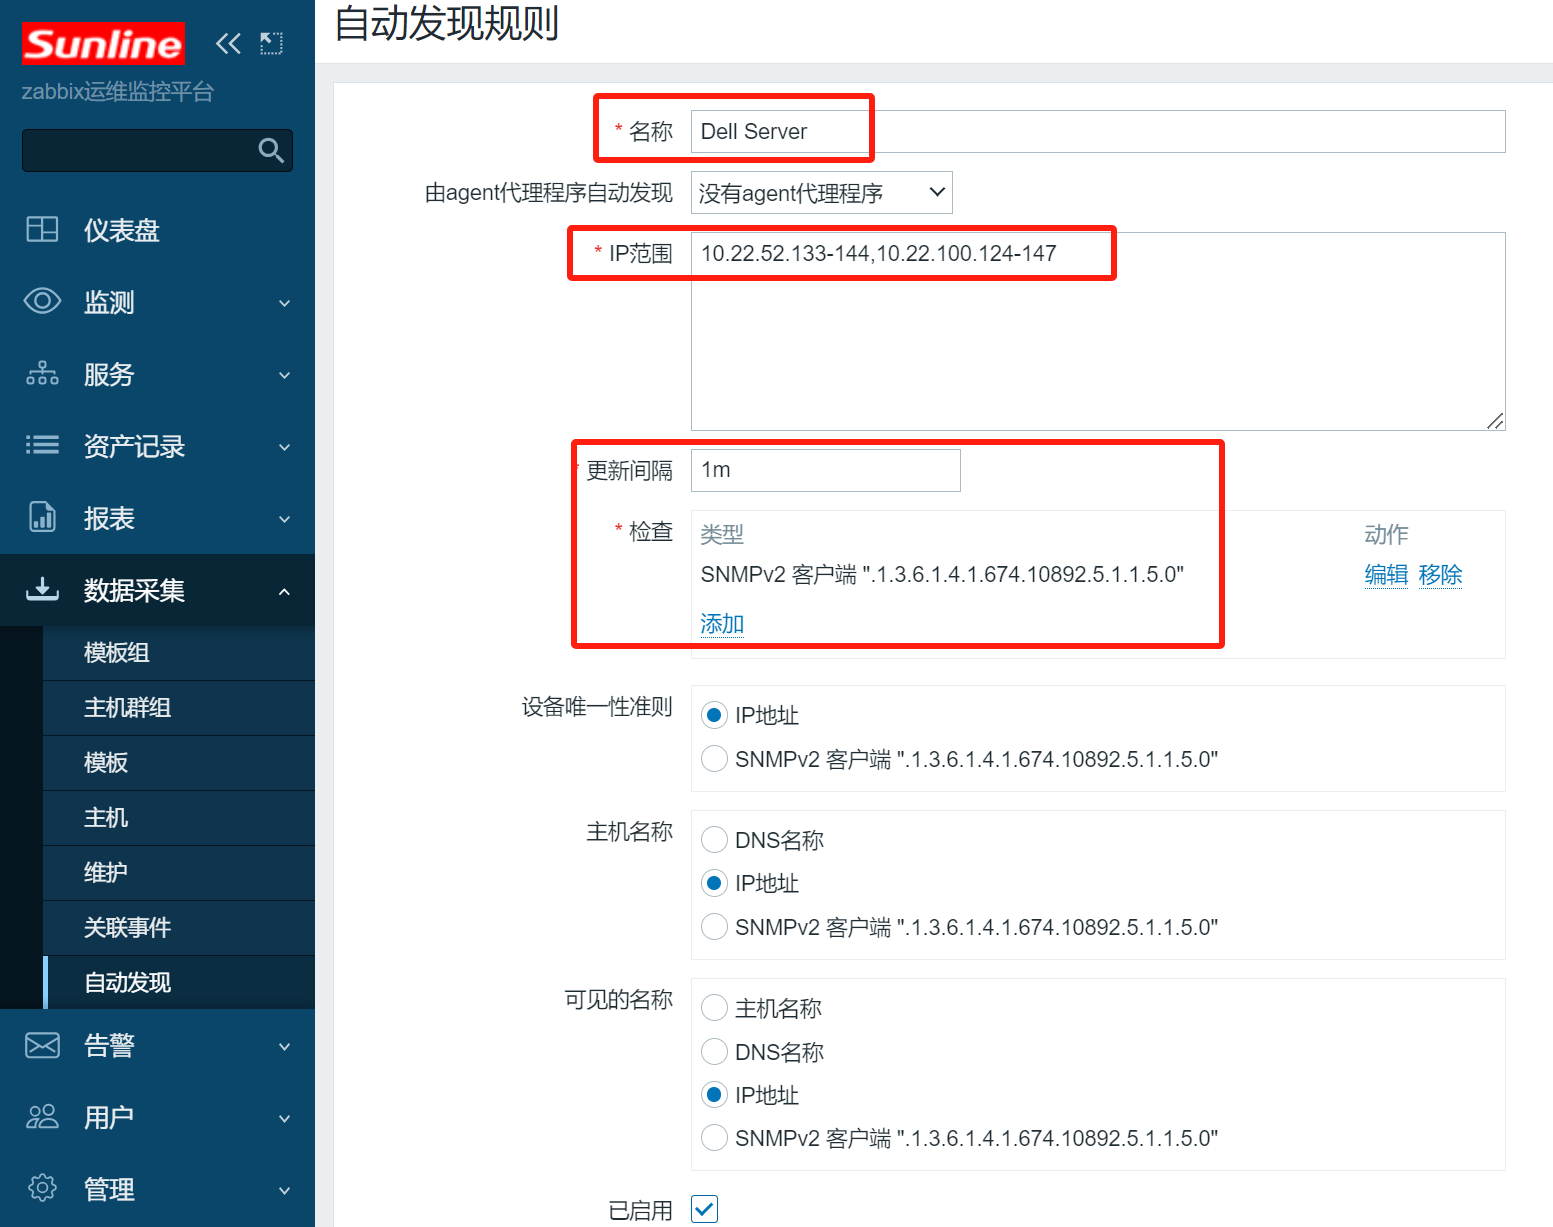 Sunline
zabbix运维监控平台
仪表盘
监测
服务
资产记录
报表
数据采集
模板组
主机群组
模板
主机
维护
关联事件
自动发现
告警
用户
管理
自动发现规则
* 名称 Dell Server
由agent代理程序自动发现 没有agent代理程序
* IP范围 10.22.52.133-144,10.22.100.124-147
* 更新间隔 1m
* 检查 类型 动作
SNMPv2 客户端 ".1.3.6.1.4.1.674.10892.5.1.1.5.0" 编辑 移除
添加
设备唯一性准则 IP地址
SNMPv2 客户端 ".1.3.6.1.4.1.674.10892.5.1.1.5.0"
主机名称 DNS名称
IP地址
SNMPv2 客户端 ".1.3.6.1.4.1.674.10892.5.1.1.5.0"
可见的名称 主机名称
DNS名称
IP地址
SNMPv2 客户端 ".1.3.6.1.4.1.674.10892.5.1.1.5.0"
已启用